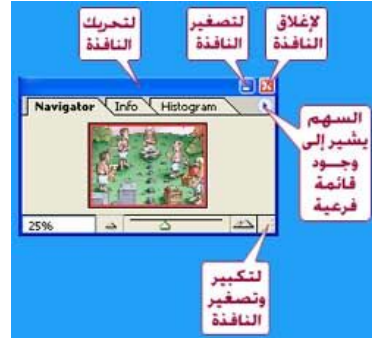 لتحريك
النافذة
لتصغير
النافذة
لإغلاق
النافذة
Navigator Info Histogram
السهم
يشير إلى
وجود
قائمة
فرعية
25%
لتكبير
وتصغير
النافذة